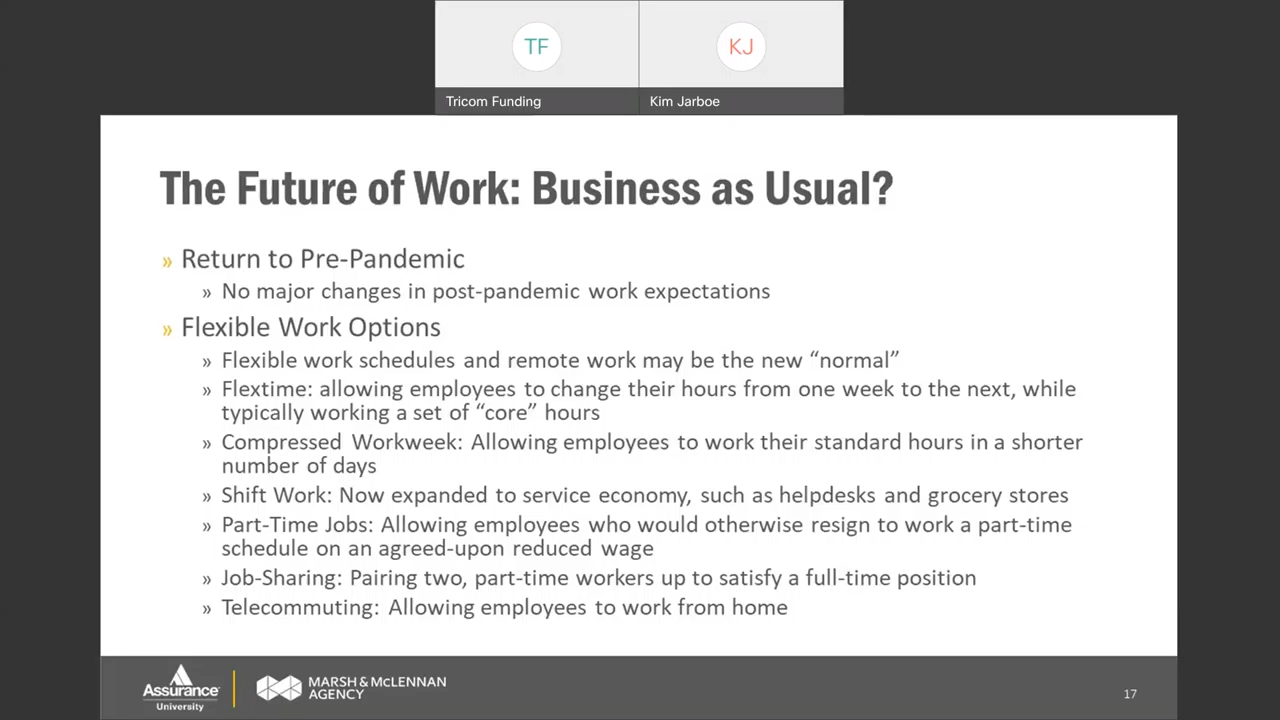 TF
KJ
Tricom Funding
Kim Jarboe
The Future of Work: Business as Usual?
» Return to Pre-Pandemic
» No major changes in post-pandemic work expectations
» Flexible Work Options
» Flexible work schedules and remote work may be the new “normal”
» Flextime: allowing employees to change their hours from one week to the next, while
typically working a set of “core” hours
» Compressed Workweek: Allowing employees to work their standard hours in a shorter
number of days
» Shift Work: Now expanded to service economy, such as helpdesks and grocery stores
» Part-Time Jobs: Allowing employees who would otherwise resign to work a part-time
schedule on an agreed-upon reduced wage
» Job-Sharing: Pairing two, part-time workers up to satisfy a full-time position
» Telecommuting: Allowing employees to work from home
Assurance
University
MARSH & McLENNAN
AGENCY
17